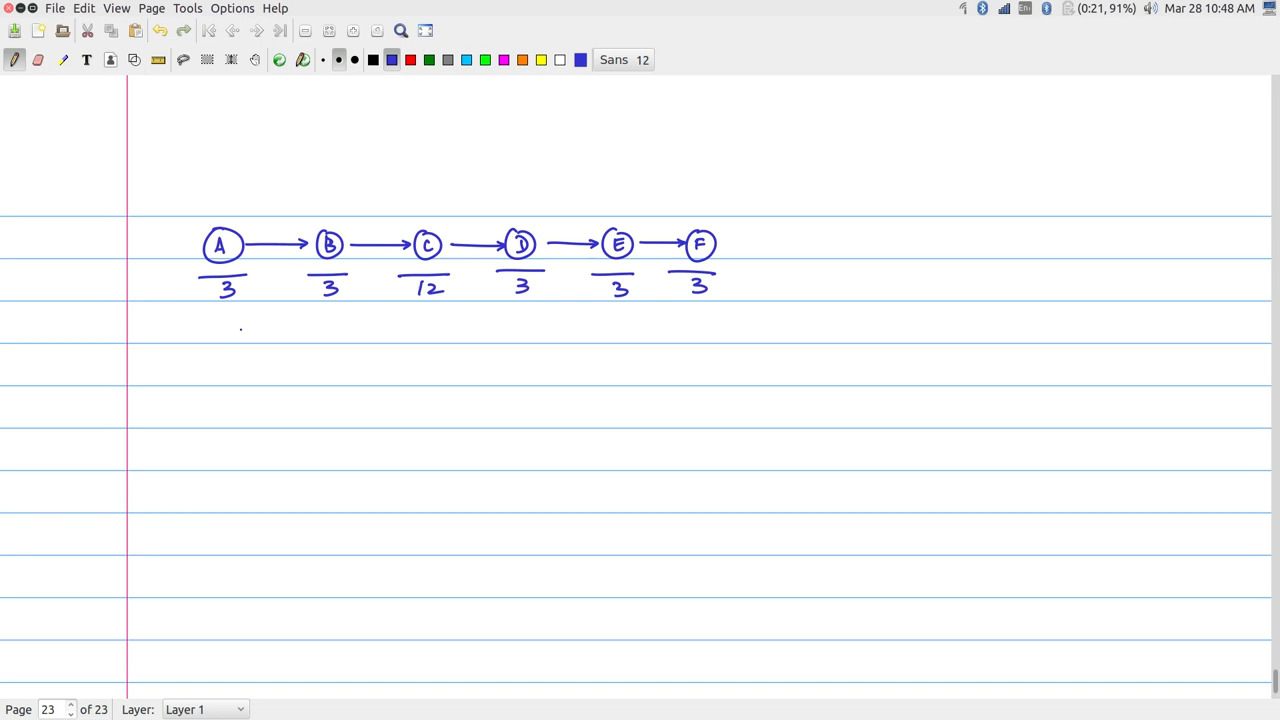 File Edit View Page Tools Options Help (0:21, 91%) Mar 28 10:48 AM
T Sans 12
A → B → C → D → E → F
3 3 12 3 3 3
Page 23 of 23 Layer: Layer 1